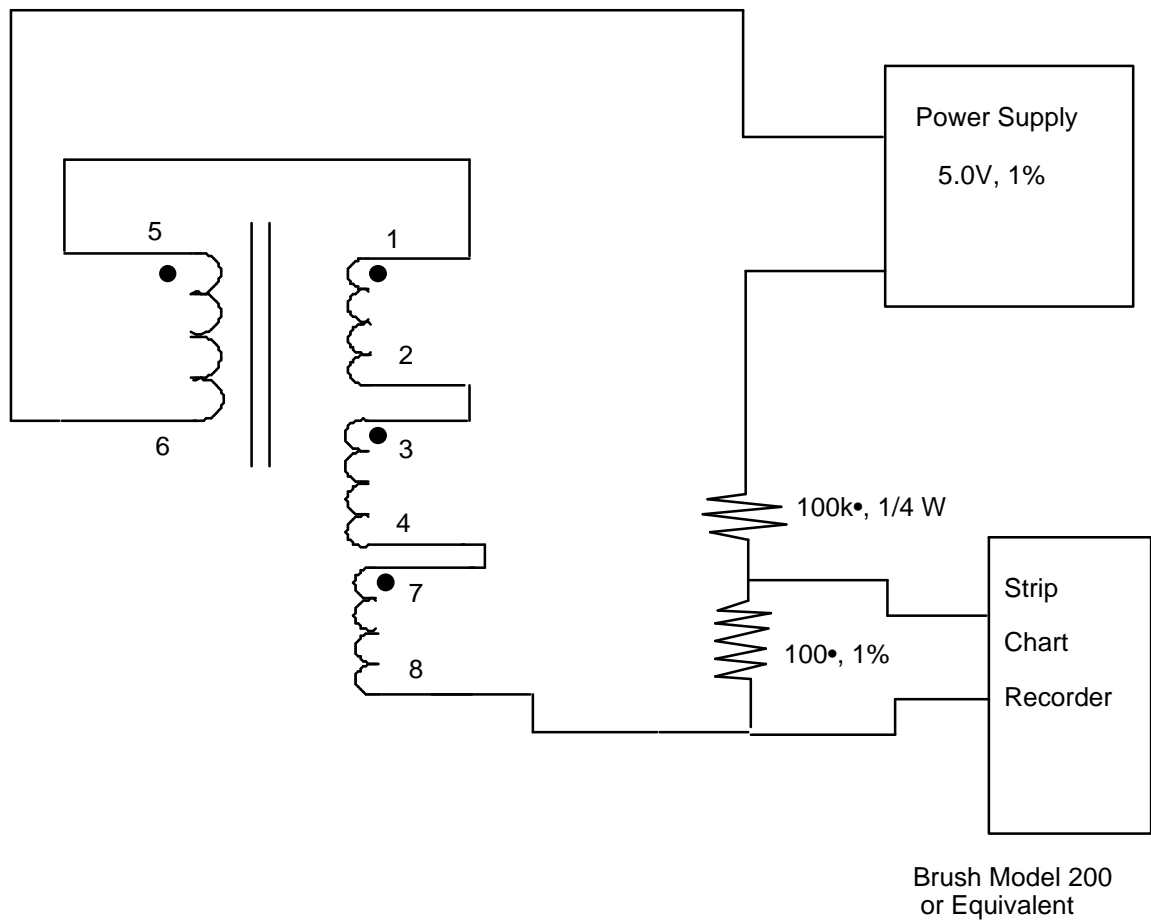 Power Supply
5.0V, 1%
5
1
2
6
3
4
7
8
100k•, 1/4 W
100•, 1%
Strip
Chart
Recorder
Brush Model 200
or Equivalent